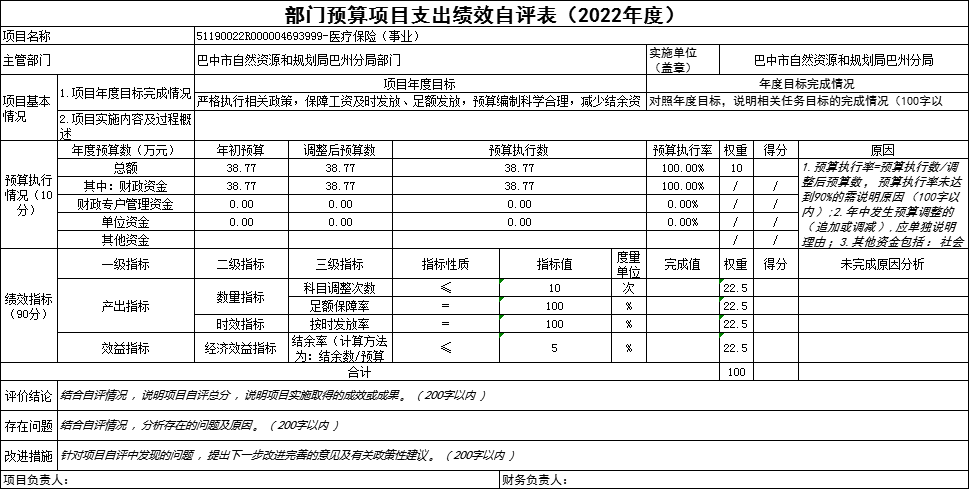 部门预算项目支出绩效自评表（2022年度）
项目名称 51190022R000004693999-医疗保险（事业）
主管部门 巴中市自然资源和规划局巴州分局部门 实施单位（盖章） 巴中市自然资源和规划局巴州分局
项目基本情况 1.项目年度目标完成情况 项目年度目标 年度目标完成情况
严格执行相关政策，保障工资及时发放、足额发放，预算编制科学合理，减少结余资 对照年度目标，说明相关任务目标的完成情况（100字以
2.项目实施内容及过程概述
预算执行情况（10分） 年度预算数（万元） 年初预算 调整后预算数 预算执行数 预算执行率 权重 得分 原因
总额 38.77 38.77 38.77 100.00% 10
其中：财政资金 38.77 38.77 38.77 100.00% / /
财政专户管理资金 0.00 0.00 0.00 0.00% / /
单位资金 0.00 0.00 0.00 0.00% / /
其他资金 / /
1.预算执行率=预算执行数/调整后预算数，预算执行率未达到90%的需说明原因（100字以内）;2.年中发生预算调整的（追加或调减）,应单独说明理由；3.其他资金包括：社会
绩效指标（90分） 一级指标 二级指标 三级指标 指标性质 指标值 度量单位 完成值 权重 得分 未完成原因分析
产出指标 数量指标 科目调整次数 ≤ 10 次 22.5
足额保障率 = 100 % 22.5
时效指标 按时发放率 = 100 % 22.5
效益指标 经济效益指标 结余率（计算方法为：结余数/预算 ≤ 5 % 22.5
合计 100
评价结论 结合自评情况，说明项目自评总分，说明项目实施取得的成效或成果。（200字以内）
存在问题 结合自评情况，分析存在的问题及原因。（200字以内）
改进措施 针对项目自评中发现的问题，提出下一步改进完善的意见及有关政策性建议。（200字以内）
项目负责人： 财务负责人：